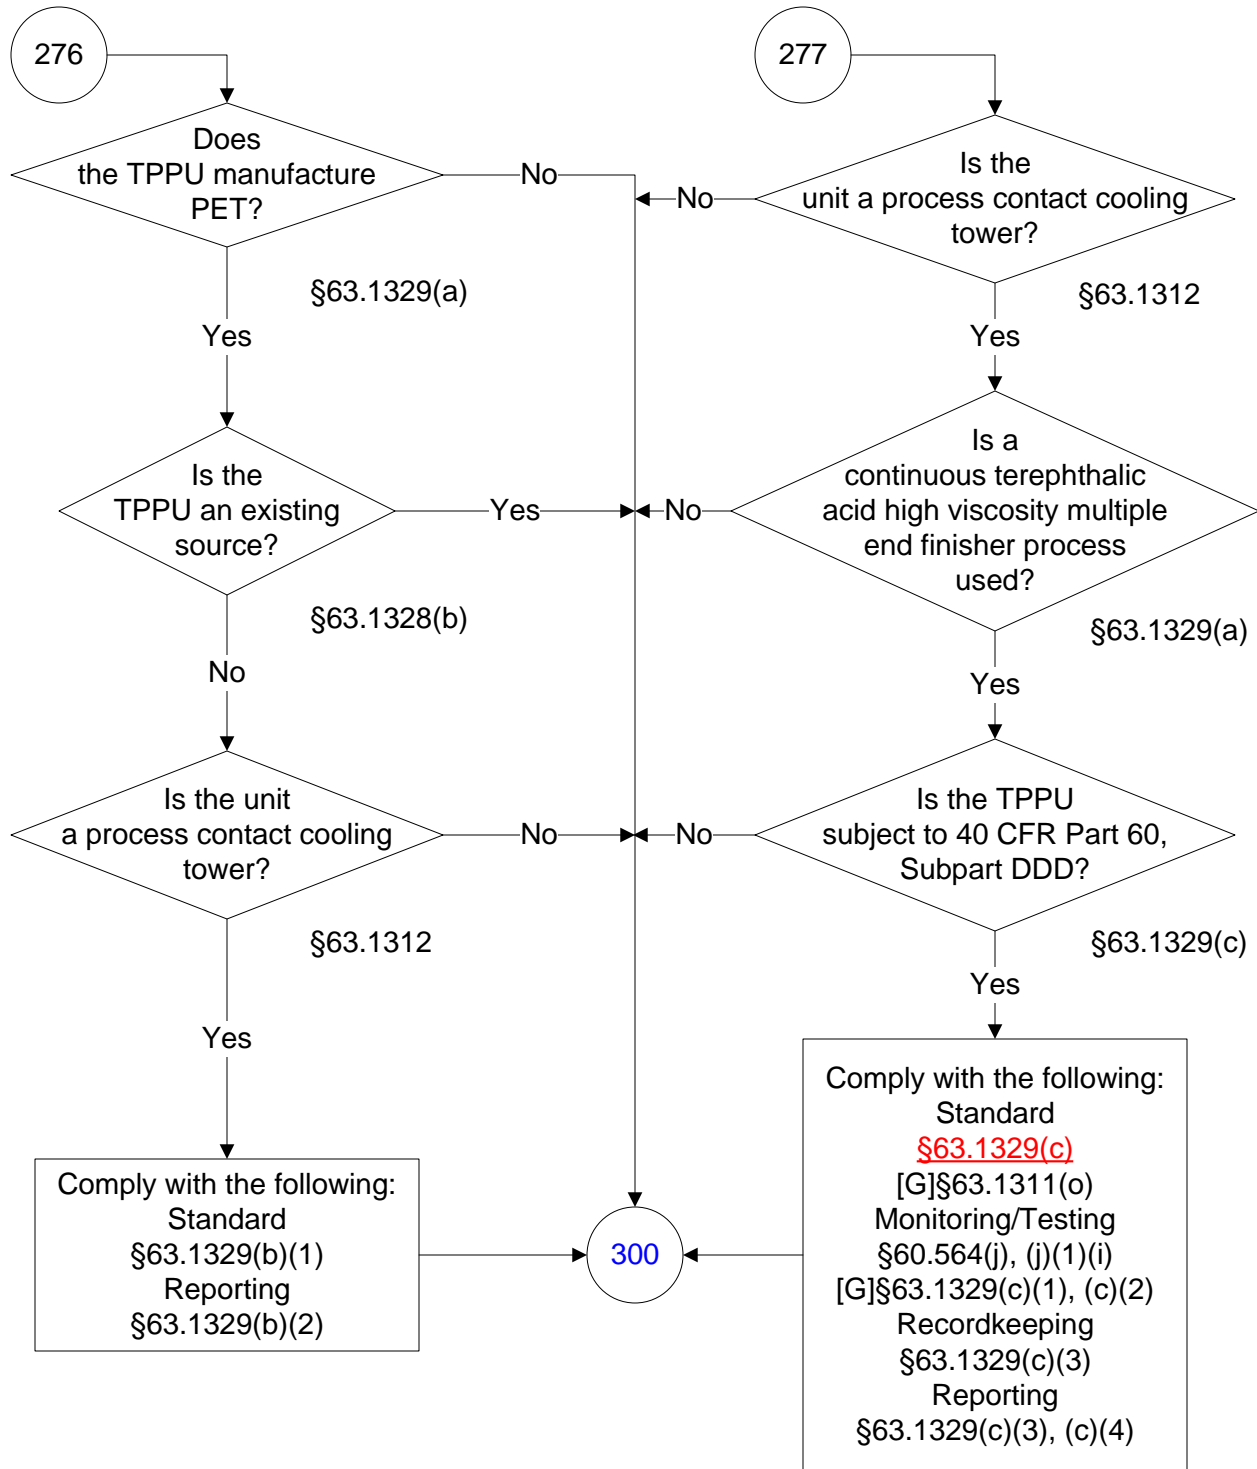 276
Does
the TPPU manufacture
PET?
No
§63.1329(a)
Yes
Is the
TPPU an existing
source?
Yes
§63.1328(b)
No
Is the unit
a process contact cooling
tower?
No
§63.1312
Yes
Comply with the following:
Standard
§63.1329(b)(1)
Reporting
§63.1329(b)(2)
300
277
Is the
unit a process contact cooling
tower?
No
§63.1312
Yes
Is a
continuous terephthalic
acid high viscosity multiple
end finisher process
used?
No
§63.1329(a)
Yes
Is the TPPU
subject to 40 CFR Part 60,
Subpart DDD?
No
§63.1329(c)
Yes
Comply with the following:
Standard
§63.1329(c)
[G]§63.1311(o)
Monitoring/Testing
§60.564(j), (j)(1)(i)
[G]§63.1329(c)(1), (c)(2)
Recordkeeping
§63.1329(c)(3)
Reporting
§63.1329(c)(3), (c)(4)